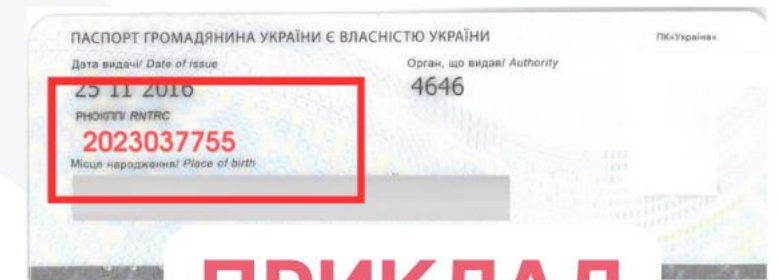 ПАСПОРТ ГРОМАДЯНИНА УКРАЇНИ Є ВЛАСНІСТЮ УКРАЇНИ ПК«Україна»
Дата видачі/ Date of issue Орган, що видав/ Authority
25 11 2016 4646
РНОКПП/ RNTRC
2023037755
Місце народження/ Place of birth
ПРИКЛАД